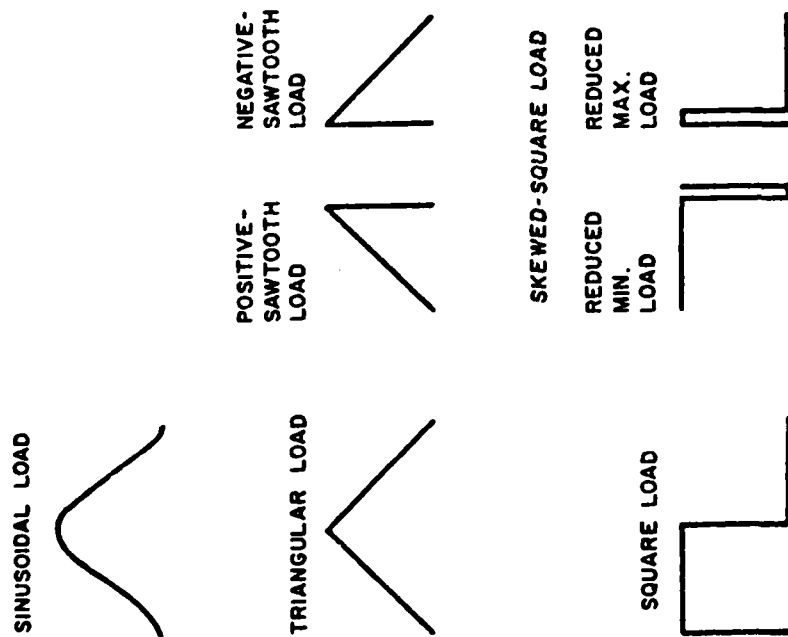 SINUSOIDAL LOAD
TRIANGULAR LOAD
POSITIVE-
SAWTOOTH
LOAD
NEGATIVE-
SAWTOOTH
LOAD
SQUARE LOAD
SKEWED-SQUARE LOAD
REDUCED
MIN.
LOAD
REDUCED
MAX.
LOAD